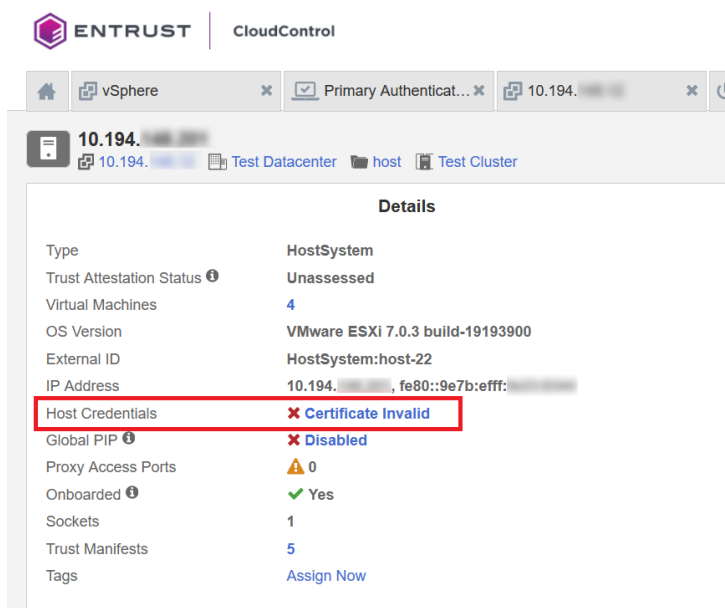 ENTRUST CloudControl
vSphere Primary Authenticat... 10.194.
10.194.
10.194. Test Datacenter host Test Cluster
Details
Type HostSystem
Trust Attestation Status Unassessed
Virtual Machines 4
OS Version VMware ESXi 7.0.3 build-19193900
External ID HostSystem:host-22
IP Address 10.194. , fe80::9e7b:efff:
Host Credentials Certificate Invalid
Global PIP Disabled
Proxy Access Ports 0
Onboarded Yes
Sockets 1
Trust Manifests 5
Tags Assign Now